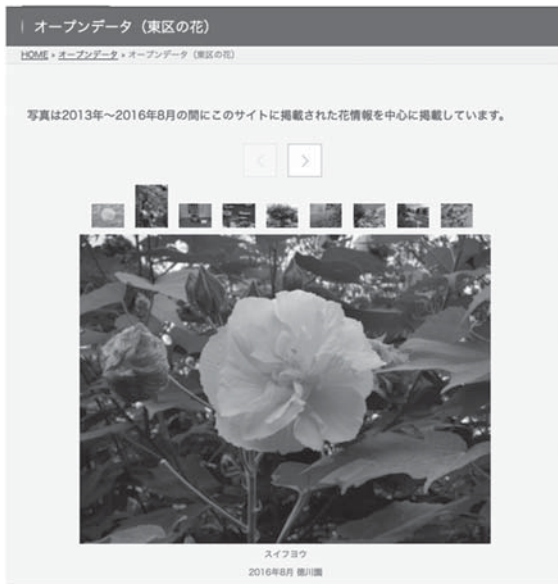 オープンデータ（東区の花）
HOME » オープンデータ » オープンデータ（東区の花）
写真は2013年～2016年8月の間にこのサイトに掲載された花情報を中心に掲載しています。
スイフヨウ
2016年8月 徳川園